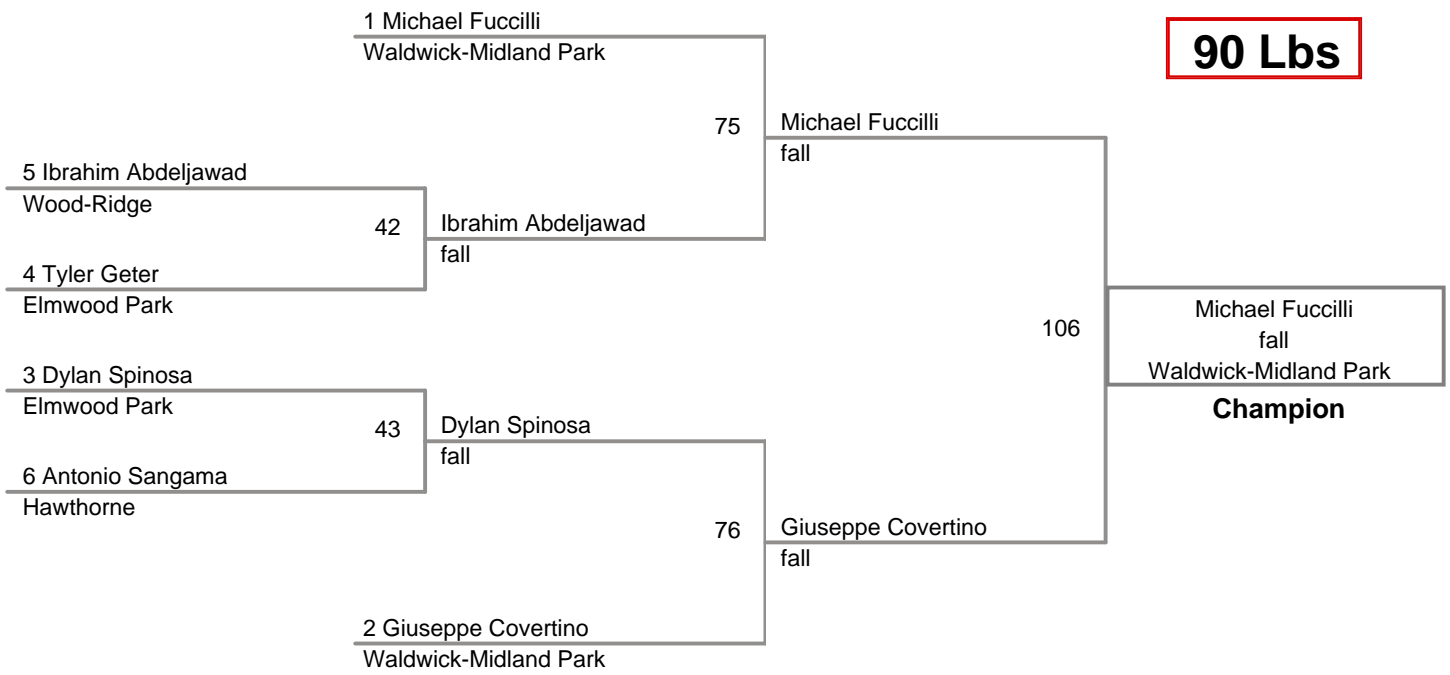 1 Michael Fuccilli
Waldwick-Midland Park
90 Lbs
75
Michael Fuccilli
fall
5 Ibrahim Abdeljawad
Wood-Ridge
42
Ibrahim Abdeljawad
fall
4 Tyler Geter
Elmwood Park
106
Michael Fuccilli
fall
Waldwick-Midland Park
Champion
3 Dylan Spinosa
Elmwood Park
43
Dylan Spinosa
fall
6 Antonio Sangama
Hawthorne
76
Giuseppe Covertino
fall
2 Giuseppe Covertino
Waldwick-Midland Park